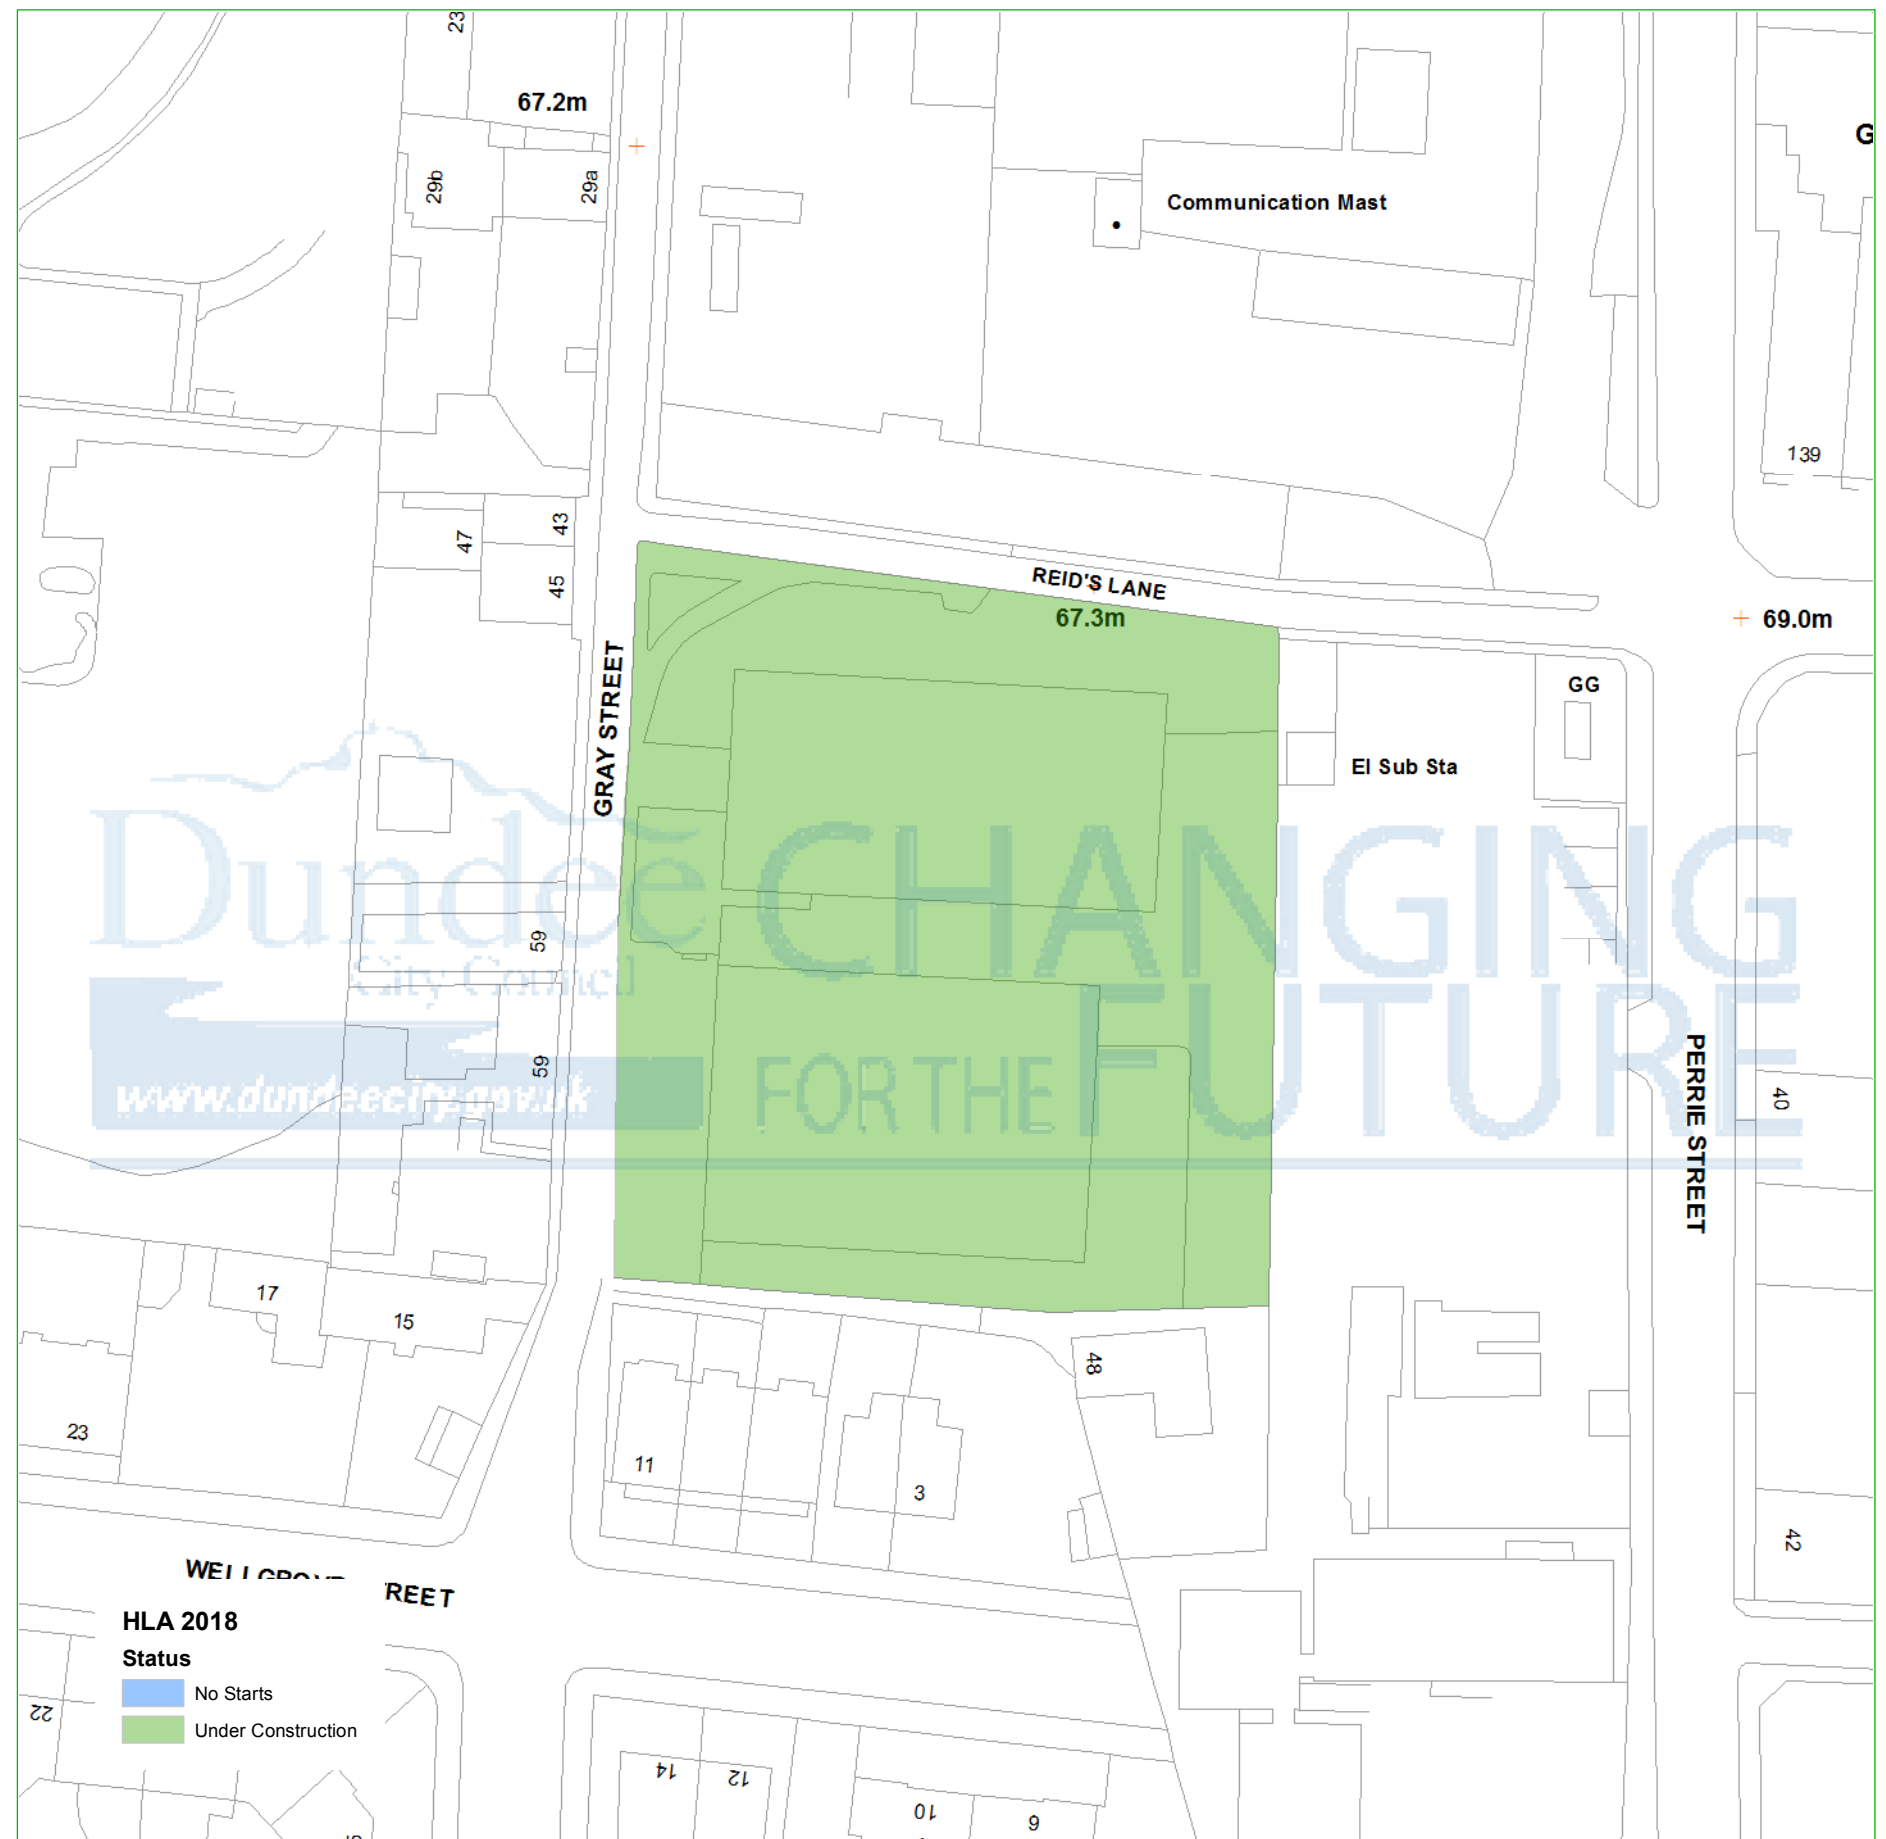 23
67.2m
29b
29a
G
Communication Mast
139
47
43
45
REID'S LANE
67.3m
69.0m
GRAY STREET
GG
El Sub Sta
Dundee
City Council
www.dundeecity.gov.uk
CHANGING
FOR THE FUTURE
59
59
PERRIE STREET
40
17
15
48
23
11
3
42
REET
HLA 2018
Status
No Starts
Under Construction
22
14
12
10